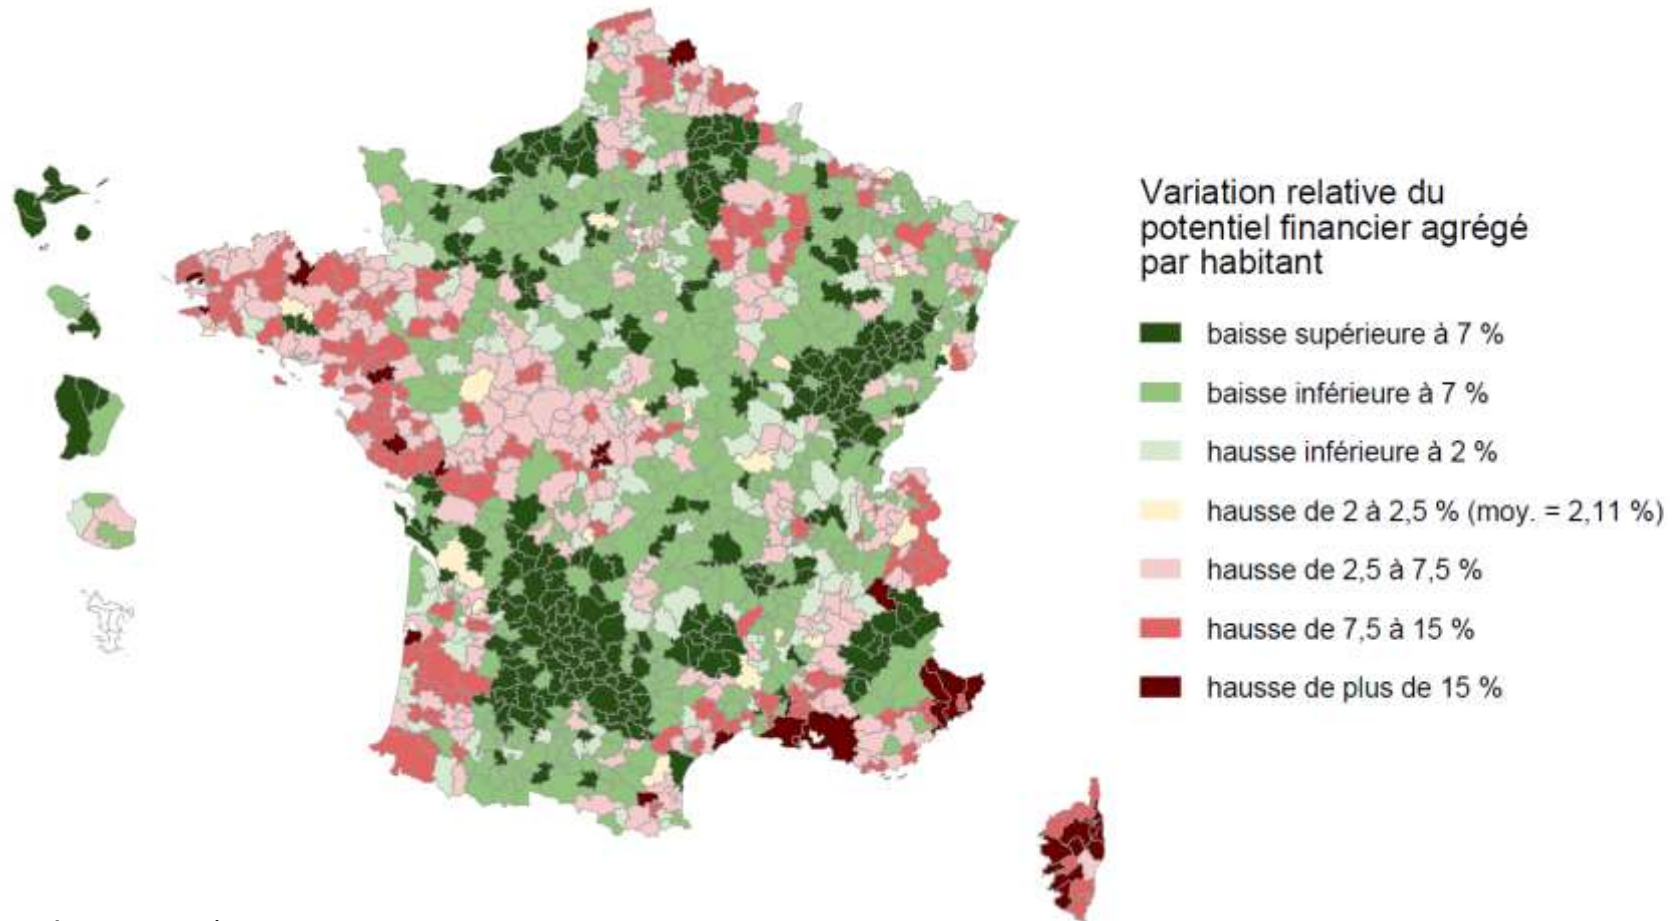 Variation relative du
potentiel financier agrégé
par habitant
baisse supérieure à 7 %
baisse inférieure à 7 %
hausse inférieure à 2 %
hausse de 2 à 2,5 % (moy. = 2,11 %)
hausse de 2,5 à 7,5 %
hausse de 7,5 à 15 %
hausse de plus de 15 %